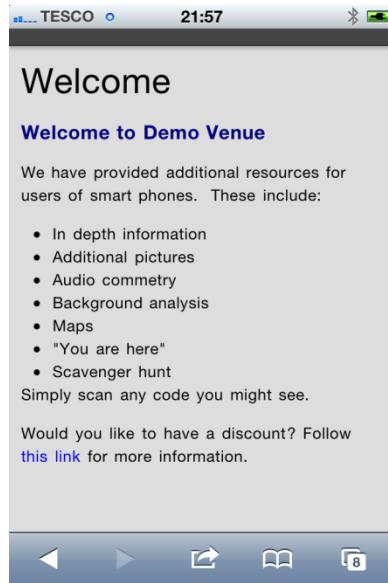 TESCO 21:57
Welcome
Welcome to Demo Venue
We have provided additional resources for
users of smart phones. These include:
• In depth information
• Additional pictures
• Audio commetry
• Background analysis
• Maps
• "You are here"
• Scavenger hunt
Simply scan any code you might see.
Would you like to have a discount? Follow
this link for more information.
8